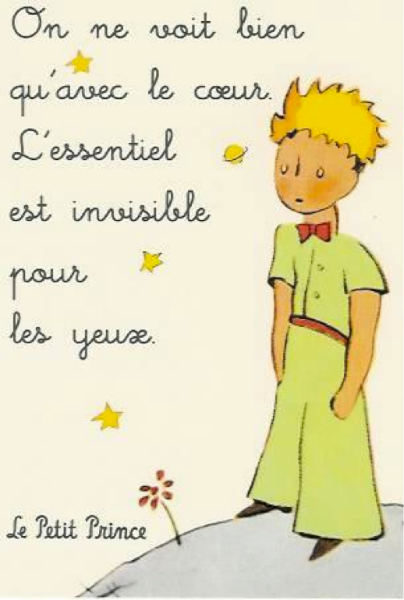 On ne voit bien
qu'avec le cœur.
L'essentiel
est invisible
pour
les yeux.
Le Petit Prince